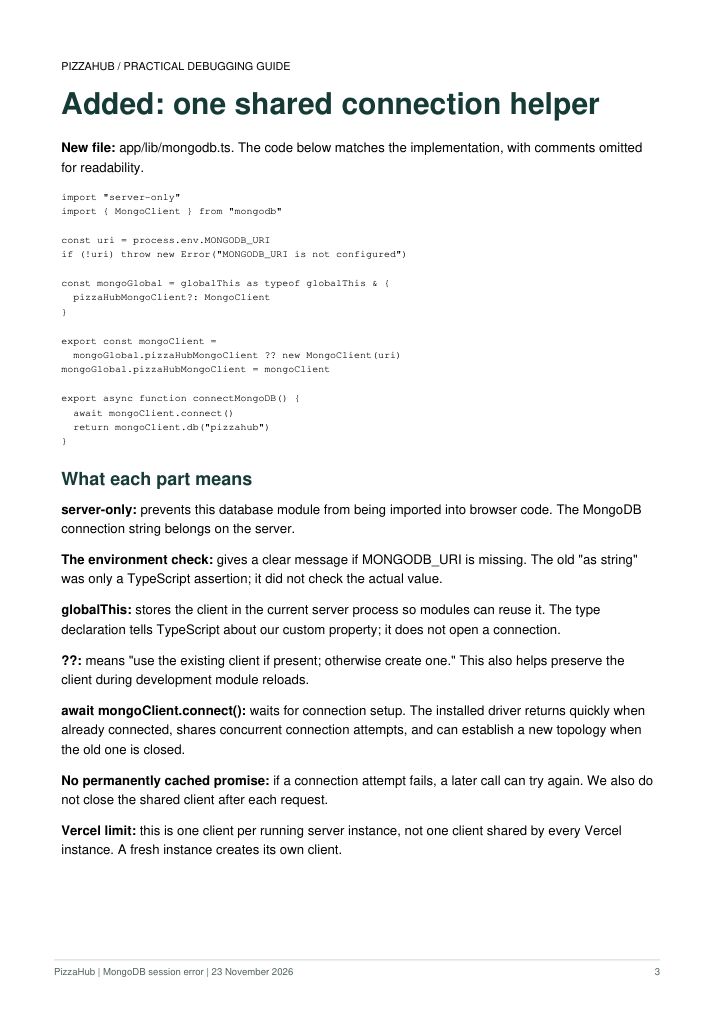 PIZZAHUB / PRACTICAL DEBUGGING GUIDE
Added: one shared connection helper
New file: app/lib/mongodb.ts. The code below matches the implementation, with comments omitted
for readability.
import "server-only"
import { MongoClient } from "mongodb"
const uri = process.env.MONGODB_URI
if (!uri) throw new Error("MONGODB_URI is not configured")
const mongoGlobal = globalThis as typeof globalThis & {
  pizzaHubMongoClient?: MongoClient
}
export const mongoClient =
  mongoGlobal.pizzaHubMongoClient ?? new MongoClient(uri)
mongoGlobal.pizzaHubMongoClient = mongoClient
export async function connectMongoDB() {
  await mongoClient.connect()
  return mongoClient.db("pizzahub")
}
What each part means
server-only: prevents this database module from being imported into browser code. The MongoDB
connection string belongs on the server.
The environment check: gives a clear message if MONGODB_URI is missing. The old "as string"
was only a TypeScript assertion; it did not check the actual value.
globalThis: stores the client in the current server process so modules can reuse it. The type
declaration tells TypeScript about our custom property; it does not open a connection.
??: means "use the existing client if present; otherwise create one." This also helps preserve the
client during development module reloads.
await mongoClient.connect(): waits for connection setup. The installed driver returns quickly when
already connected, shares concurrent connection attempts, and can establish a new topology when
the old one is closed.
No permanently cached promise: if a connection attempt fails, a later call can try again. We also do
not close the shared client after each request.
Vercel limit: this is one client per running server instance, not one client shared by every Vercel
instance. A fresh instance creates its own client.
PizzaHub | MongoDB session error | 23 November 2026
3